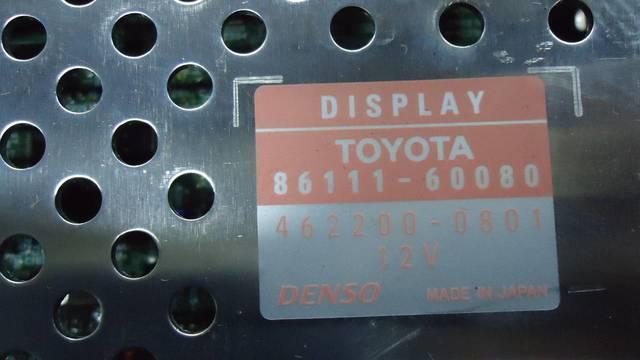 DISPLAY
TOYOTA
86111-60080
462200-0801
12V
DENSO MADE IN JAPAN